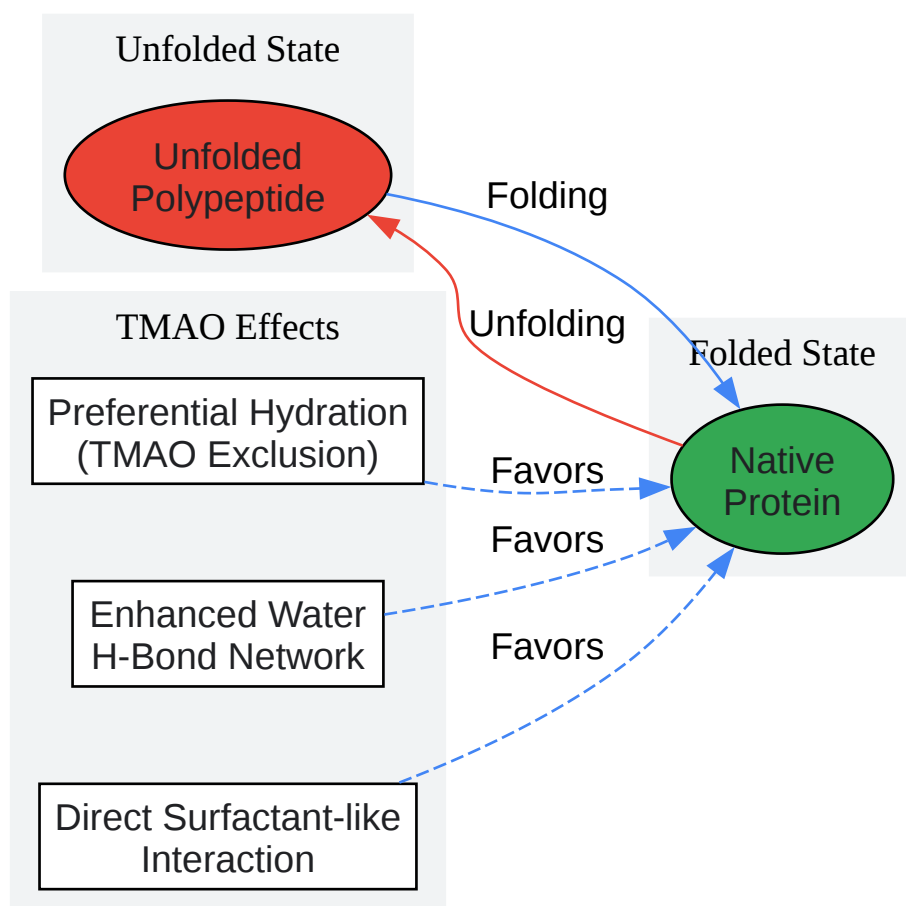 Unfolded State
Unfolded
Polypeptide
Folding
Unfolding
TMAO Effects
Preferential Hydration
(TMAO Exclusion)
Enhanced Water
H-Bond Network
Direct Surfactant-like
Interaction
Favors
Favors
Favors
Folded State
Native
Protein